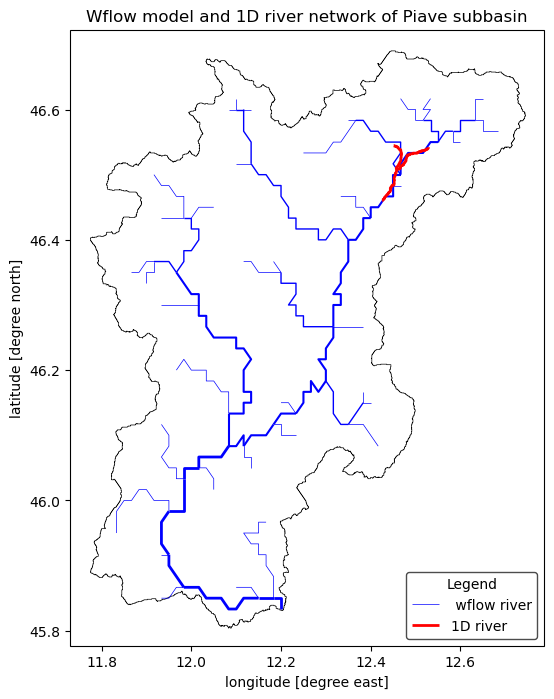 Wflow model and 1D river network of Piave subbasin
latitude [degree north]
46.6
46.4
46.2
46.0
45.8
11.8 12.0 12.2 12.4 12.6
longitude [degree east]
Legend
wflow river
1D river